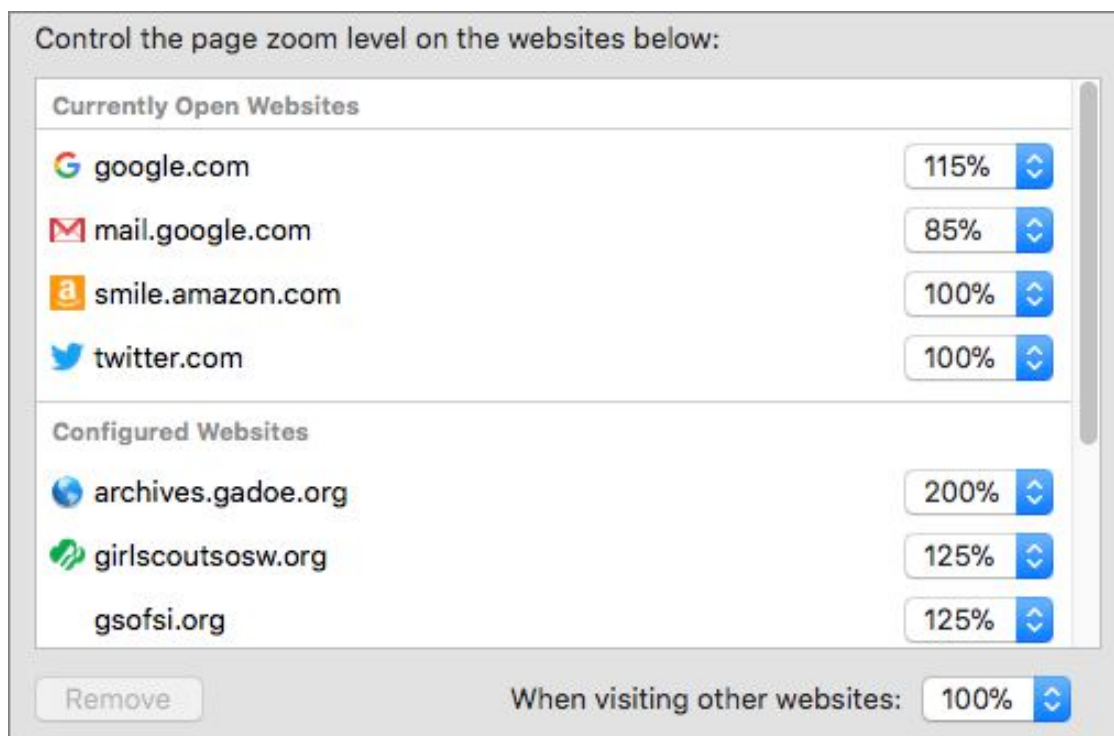 Control the page zoom level on the websites below:
Currently Open Websites
google.com 115%
mail.google.com 85%
smile.amazon.com 100%
twitter.com 100%
Configured Websites
archives.gadoe.org 200%
girlscoutsosw.org 125%
gsofsi.org 125%
Remove When visiting other websites: 100%